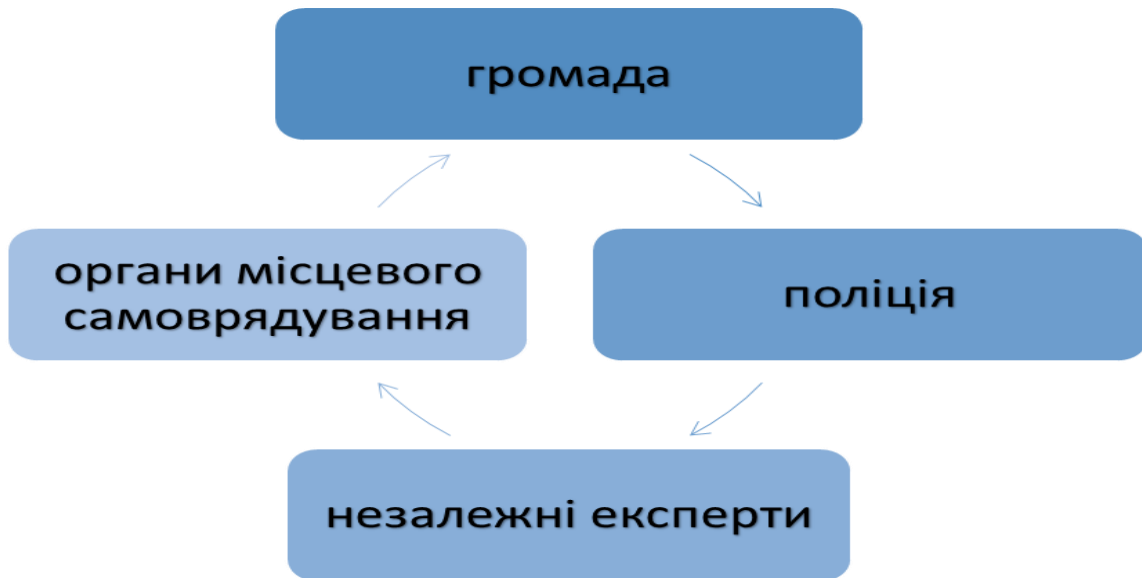 громада
органи місцевого
самоврядування
поліція
незалежні експерти